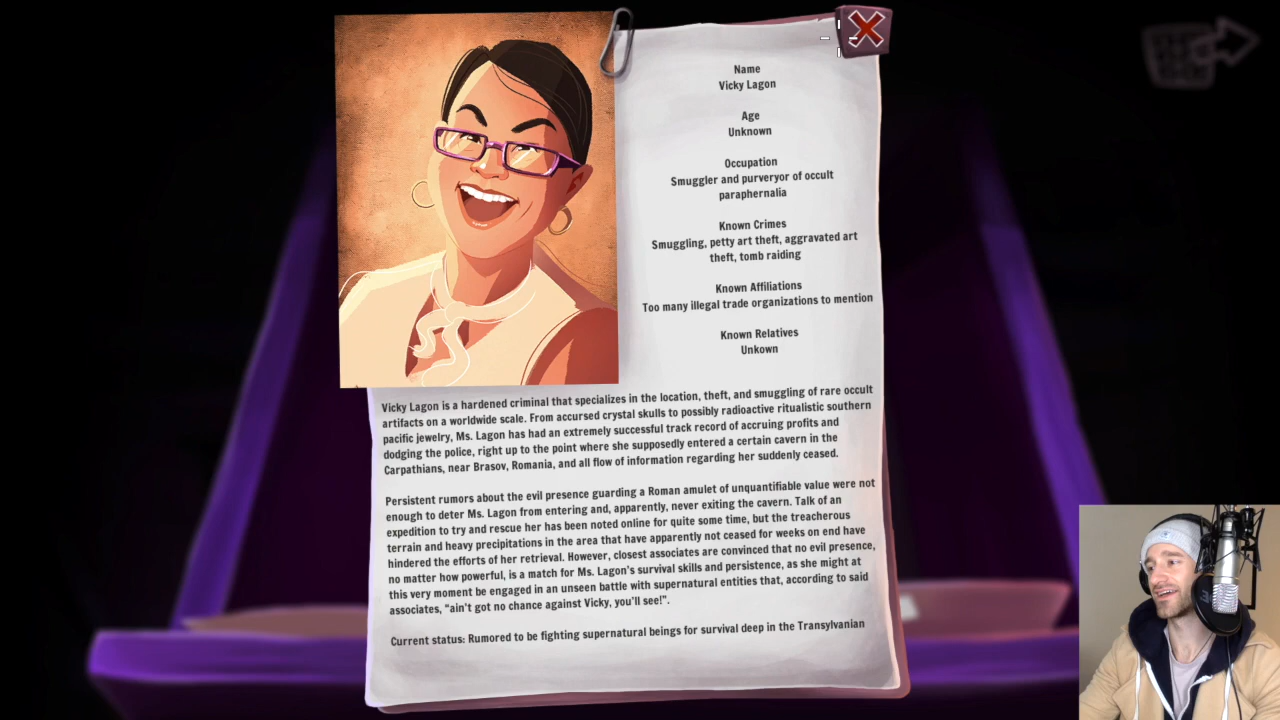 Name
Vicky Lagon
Age
Unknown
Occupation
Smuggler and purveryor of occult
paraphernalia
Known Crimes
Smuggling, petty art theft, aggravated art
theft, tomb raiding
Known Affiliations
Too many illegal trade organizations to mention
Known Relatives
Unkown
Vicky Lagon is a hardened criminal that specializes in the location, theft, and smuggling of rare occult
artifacts on a worldwide scale. From accursed crystal skulls to possibly radioactive ritualistic southern
pacific jewelry, Ms. Lagon has had an extremely successful track record of accruing profits and
dodging the police, right up to the point where she supposedly entered a certain cavern in the
Carpathians, near Brasov, Romania, and all flow of information regarding her suddenly ceased.
Persistent rumors about the evil presence guarding a Roman amulet of unquantifiable value were not
enough to deter Ms. Lagon from entering and, apparently, never exiting the cavern. Talk of an
expedition to try and rescue her has been noted online for quite some time, but the treacherous
terrain and heavy precipitations in the area that have apparently not ceased for weeks on end have
hindered the efforts of her retrieval. However, closest associates are convinced that no evil presence,
no matter how powerful, is a match for Ms. Lagon's survival skills and persistence, as she might at
this very moment be engaged in an unseen battle with supernatural entities that, according to said
associates, "ain't got no chance against Vicky, you'll see!".
Current status: Rumored to be fighting supernatural beings for survival deep in the Transylvanian